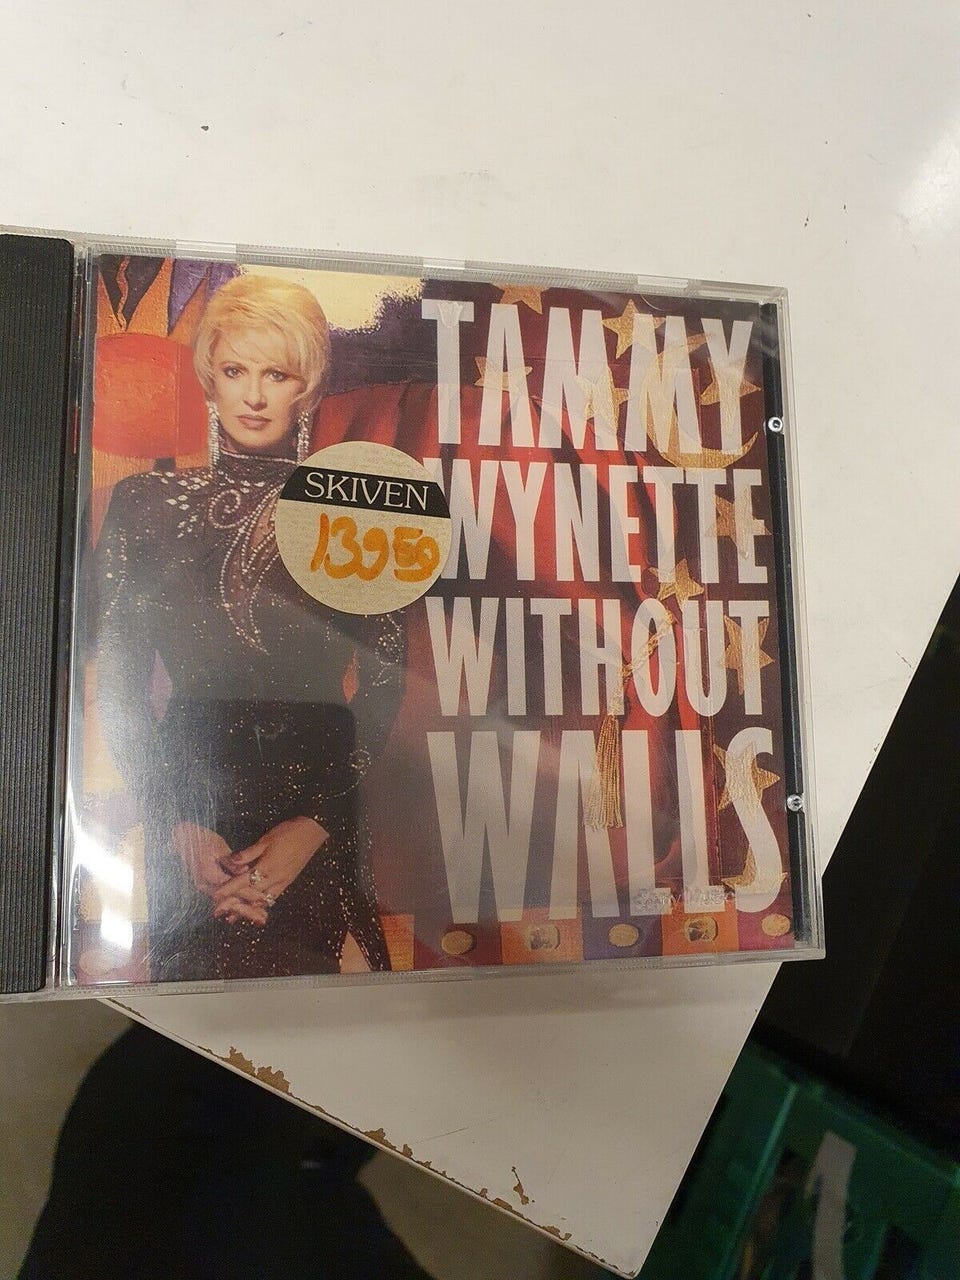 TAMMY
WYNETTE
WITHOUT
WALLS
SKIVEN
139 50